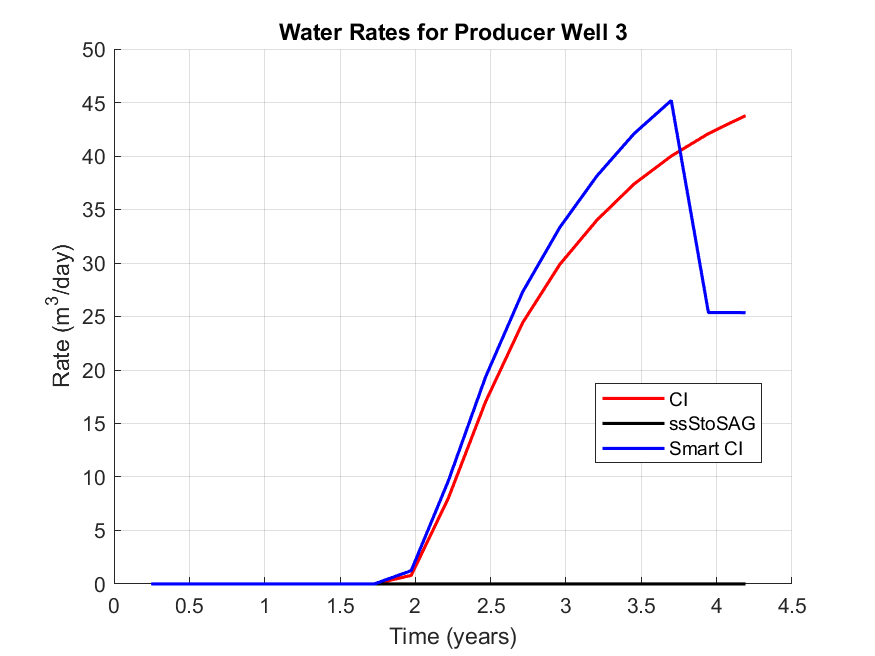 Water Rates for Producer Well 3
50
45
40
35
30
25
20
15
10
5
0
Rate (m³/day)
CI
ssStoSAG
Smart CI
0 0.5 1 1.5 2 2.5 3 3.5 4 4.5
Time (years)